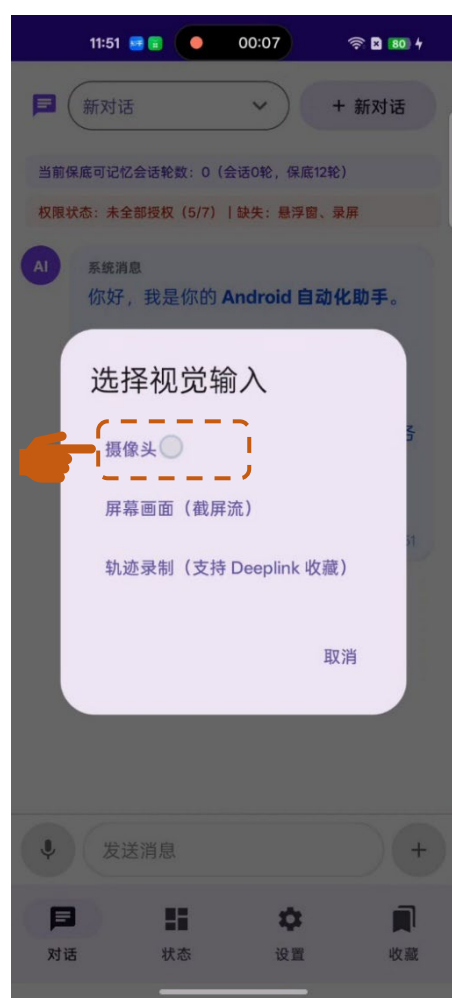 11:51
00:07
80
新对话
+ 新对话
当前保底可记忆会话轮数：0（会话0轮，保底12轮）
权限状态：未全部授权（5/7）| 缺失：悬浮窗、录屏
AI
系统消息
你好，我是你的 Android 自动化助手。
选择视觉输入
务
摄像头
屏幕画面（截屏流）
51
轨迹录制（支持 Deeplink 收藏）
取消
发送消息
对话
状态
设置
收藏